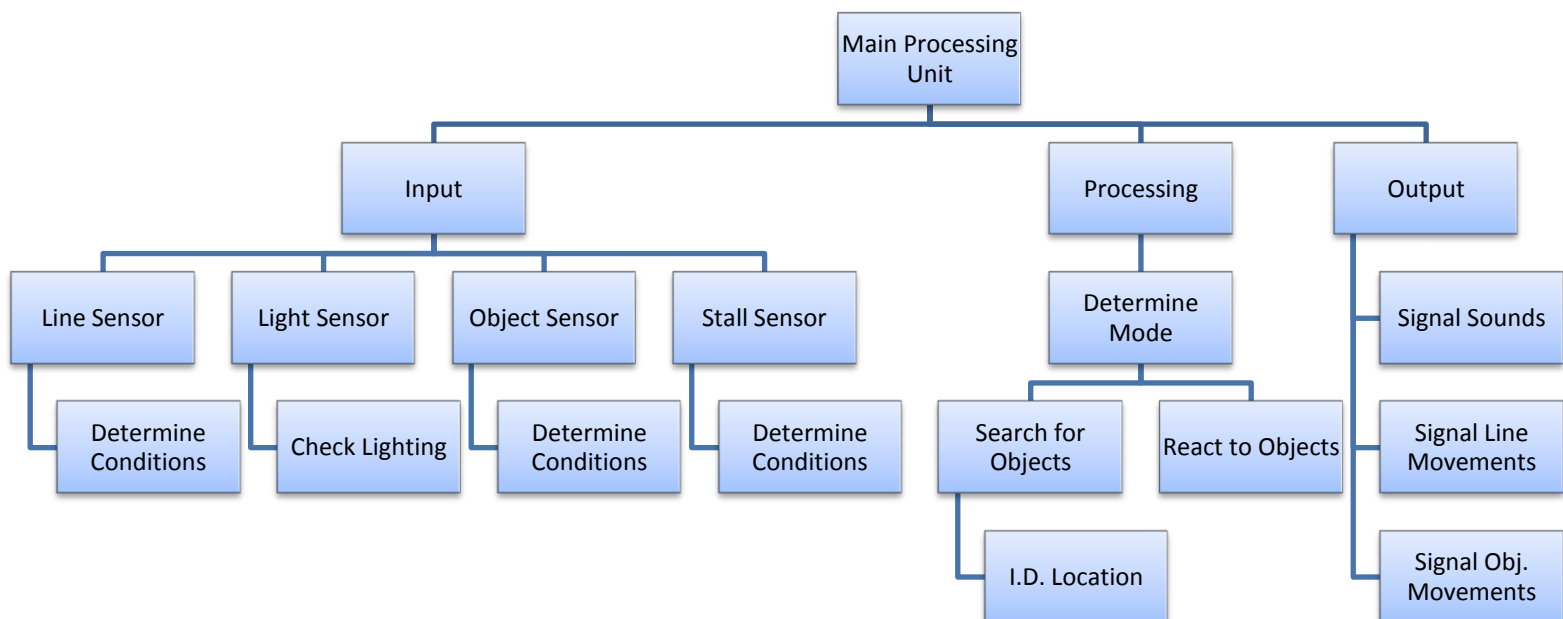 Main Processing
Unit
Input
Processing
Output
Line Sensor
Light Sensor
Object Sensor
Stall Sensor
Determine
Mode
Signal Sounds
Determine
Conditions
Check Lighting
Determine
Conditions
Determine
Conditions
Search for
Objects
React to Objects
Signal Line
Movements
I.D. Location
Signal Obj.
Movements